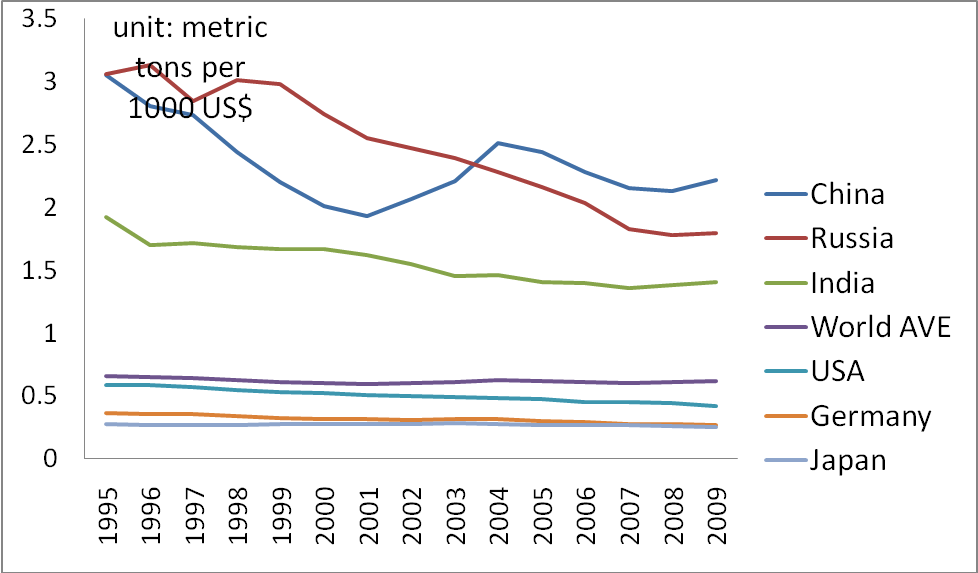 unit: metric
tons per
1000 US$
3.5
3
2.5
2
1.5
1
0.5
0
1995
1996
1997
1998
1999
2000
2001
2002
2003
2004
2005
2006
2007
2008
2009
China
Russia
India
World AVE
USA
Germany
Japan